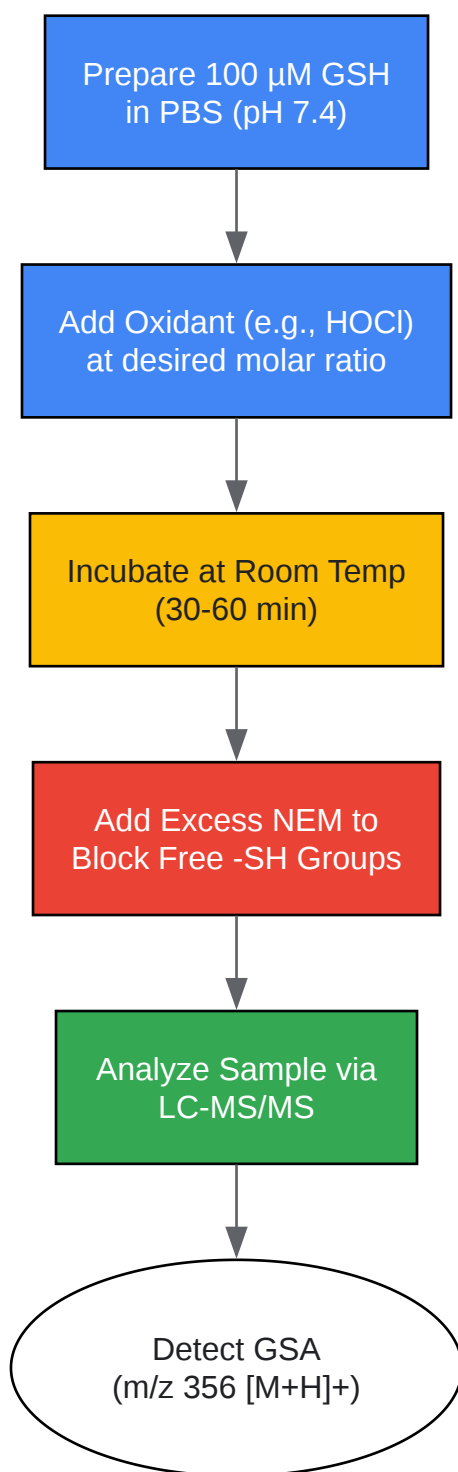 Prepare 100 µM GSH
in PBS (pH 7.4)
Add Oxidant (e.g., HOCl)
at desired molar ratio
Incubate at Room Temp
(30-60 min)
Add Excess NEM to
Block Free -SH Groups
Analyze Sample via
LC-MS/MS
Detect GSA
(m/z 356 [M+H]+)